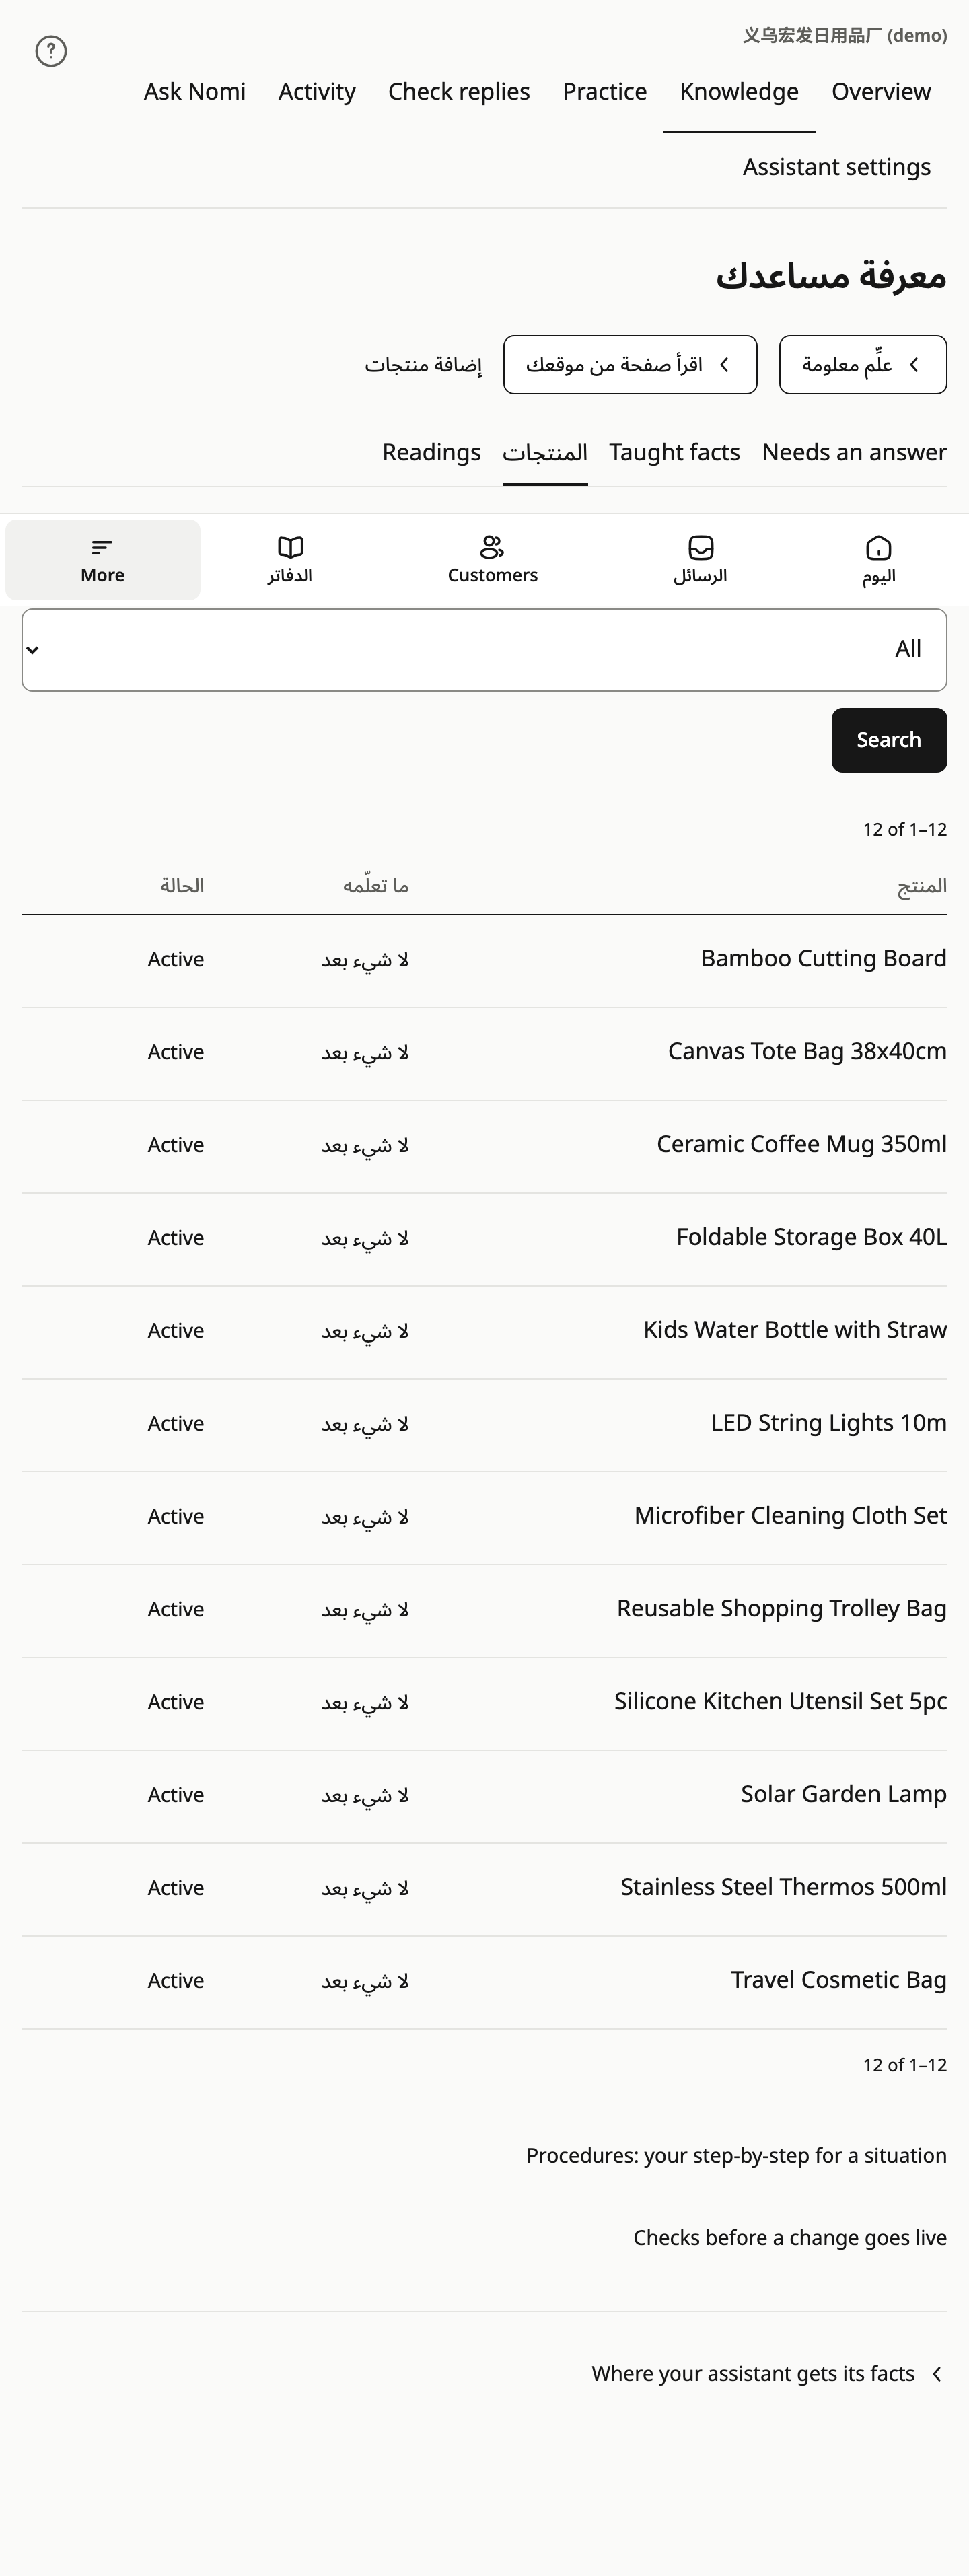 义乌宏发日用品厂 (demo)
Overview Knowledge Practice Check replies Activity Ask Nomi
Assistant settings
معرفة مساعدك
علِّم معلومة
اقرأ صفحة من موقعك
إضافة منتجات
Needs an answer Taught facts المنتجات Readings
اليوم الرسائل Customers الدفاتر More
All
Search
12 of 1–12
المنتج ما تعلّمه الحالة
Bamboo Cutting Board لا شيء بعد Active
Canvas Tote Bag 38x40cm لا شيء بعد Active
Ceramic Coffee Mug 350ml لا شيء بعد Active
Foldable Storage Box 40L لا شيء بعد Active
Kids Water Bottle with Straw لا شيء بعد Active
LED String Lights 10m لا شيء بعد Active
Microfiber Cleaning Cloth Set لا شيء بعد Active
Reusable Shopping Trolley Bag لا شيء بعد Active
Silicone Kitchen Utensil Set 5pc لا شيء بعد Active
Solar Garden Lamp لا شيء بعد Active
Stainless Steel Thermos 500ml لا شيء بعد Active
Travel Cosmetic Bag لا شيء بعد Active
12 of 1–12
Procedures: your step-by-step for a situation
Checks before a change goes live
Where your assistant gets its facts